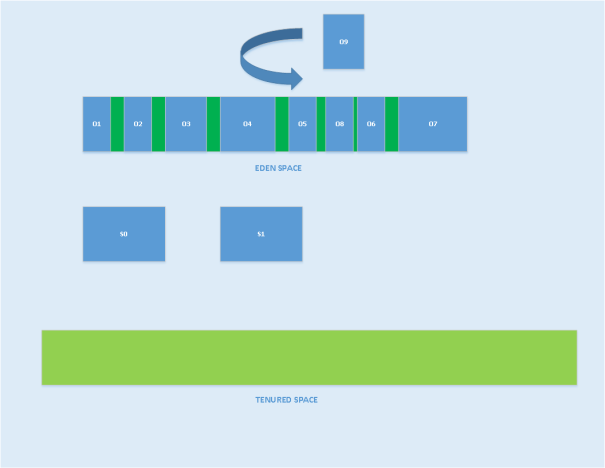 O9
O1
O2
O3
O4
O5
O8
O6
O7
EDEN SPACE
S0
S1
TENURED SPACE